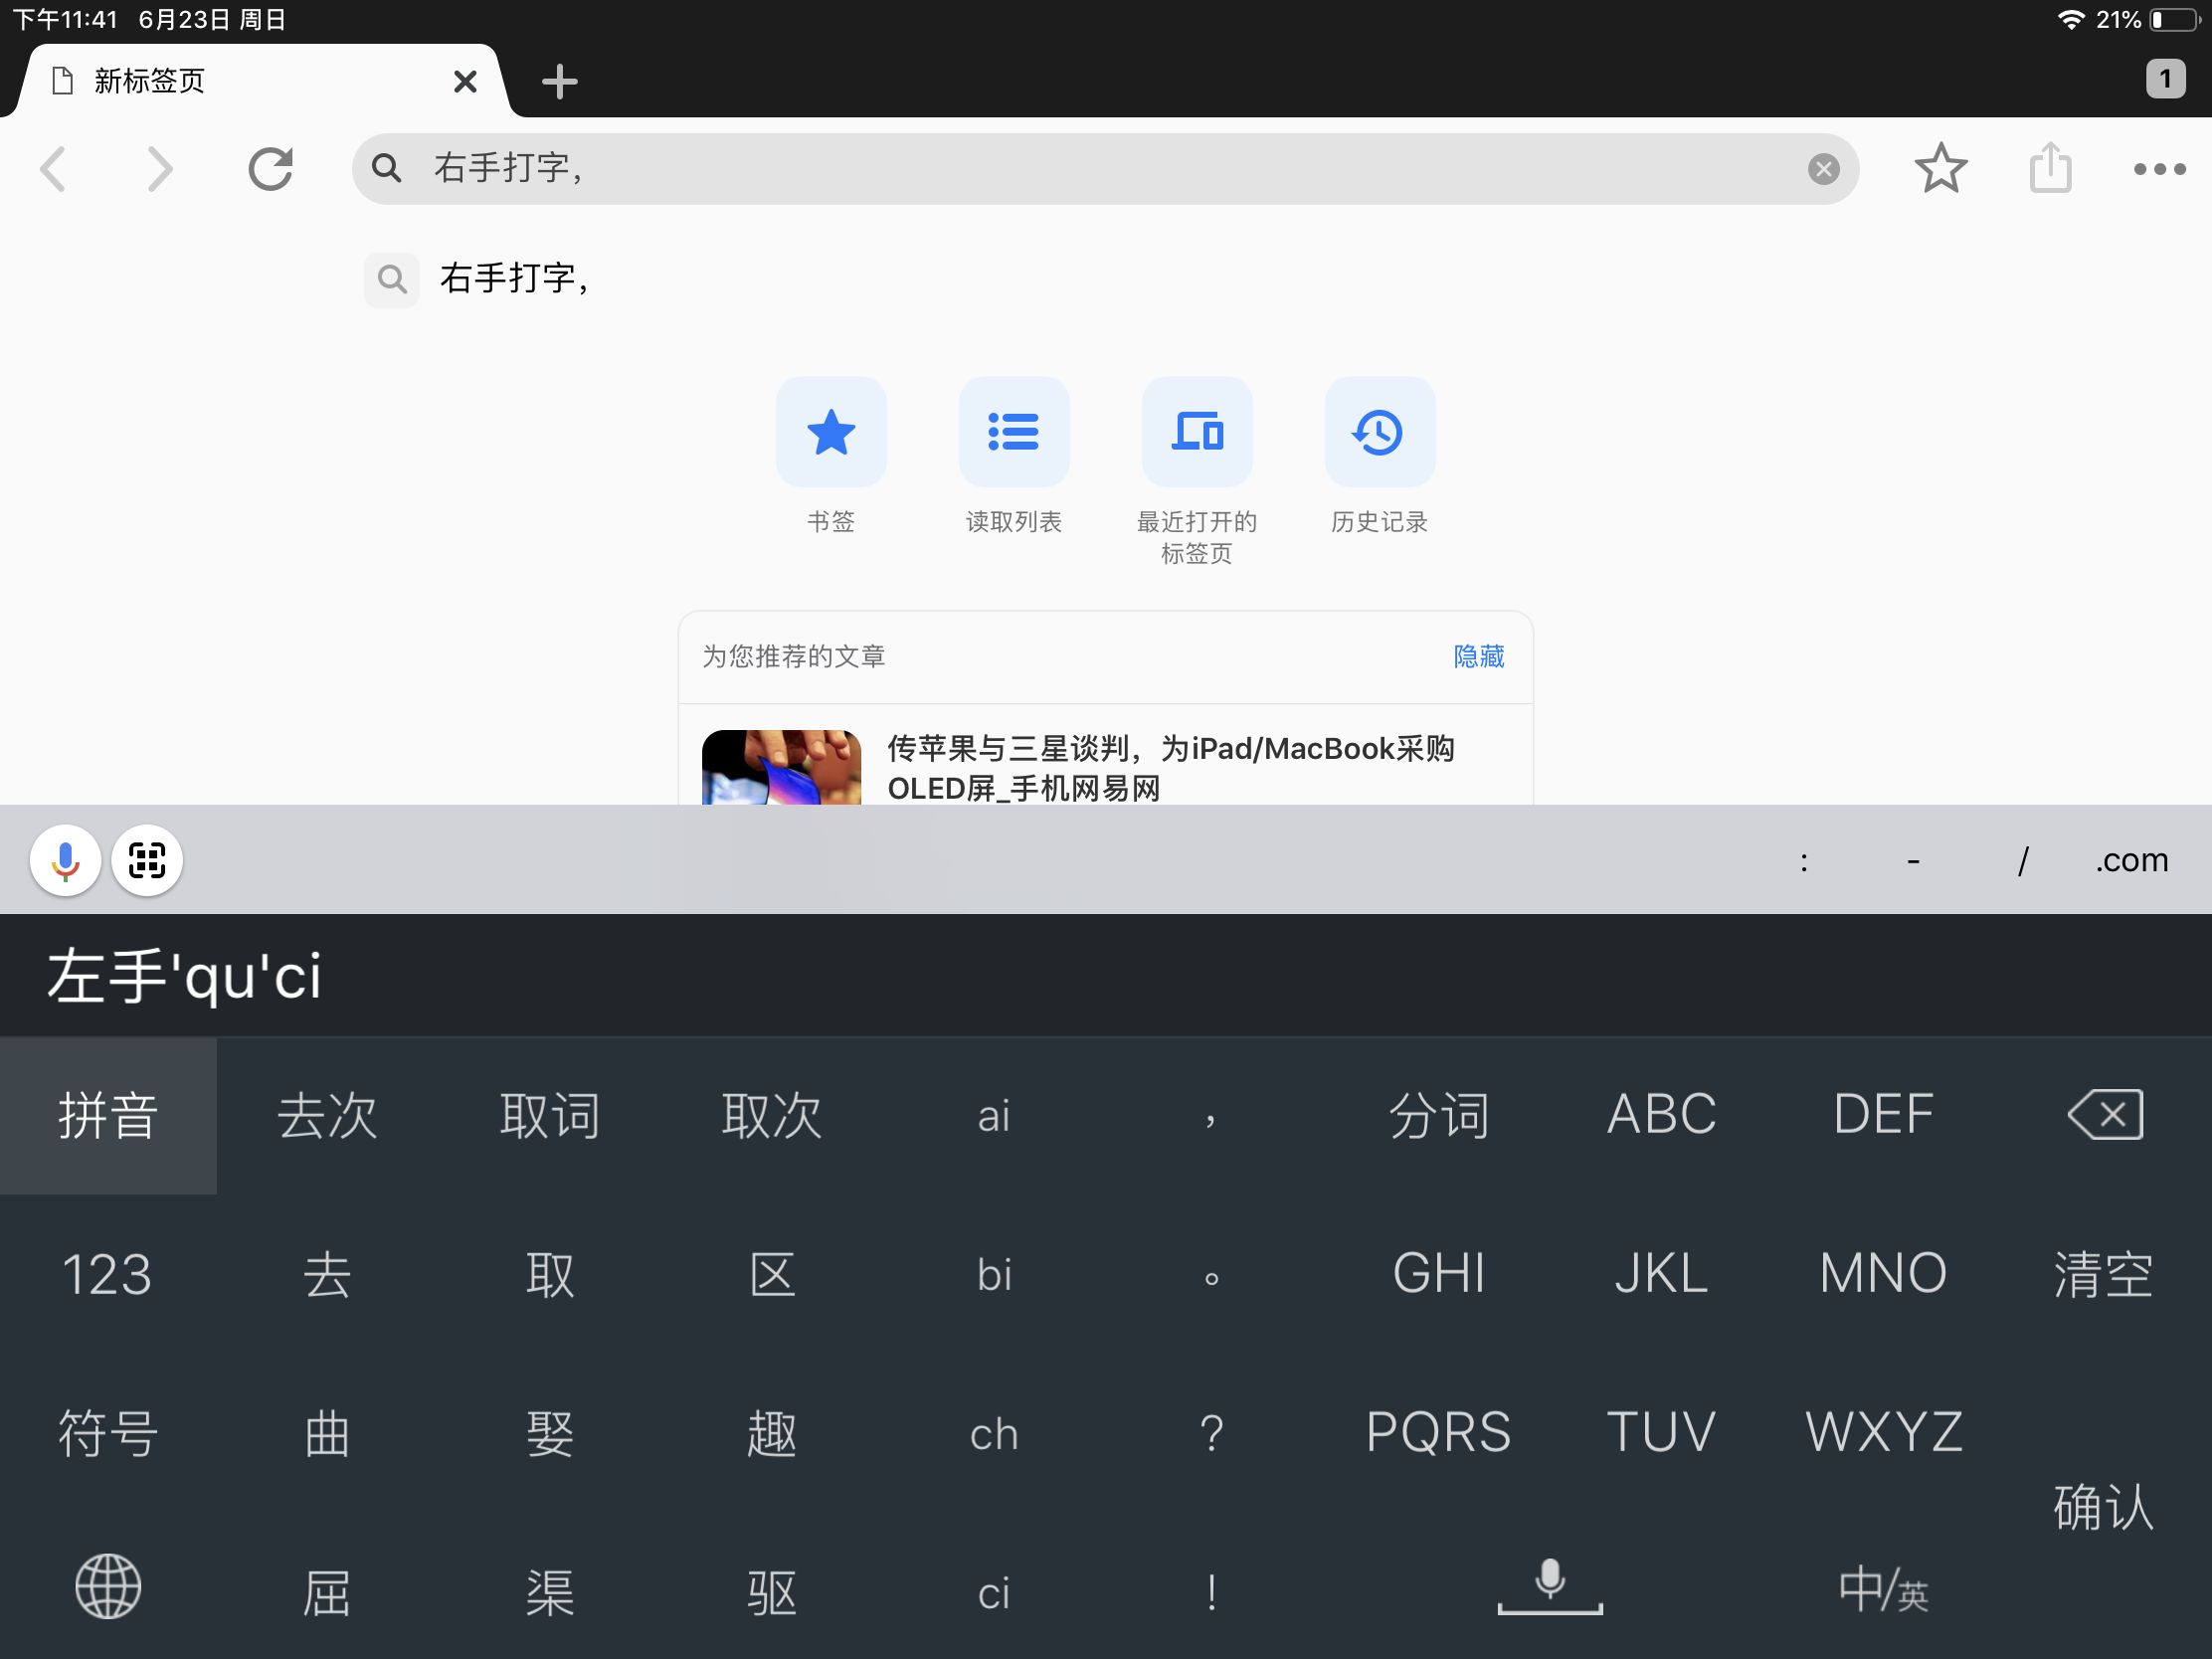 下午11:41 6月23日 周日
21%
新标签页
1
右手打字，
右手打字，
书签 读取列表 最近打开的 历史记录
标签页
为您推荐的文章 隐藏
传苹果与三星谈判，为iPad/MacBook采购
OLED屏_手机网易网
: - / .com
左手'qu'ci
拼音 去次 取词 取次 ai ， 分词 ABC DEF
123 去 取 区 bi 。 GHI JKL MNO 清空
符号 曲 娶 趣 ch ? PQRS TUV WXYZ
确认
屈 渠 驱 ci ! 中/英